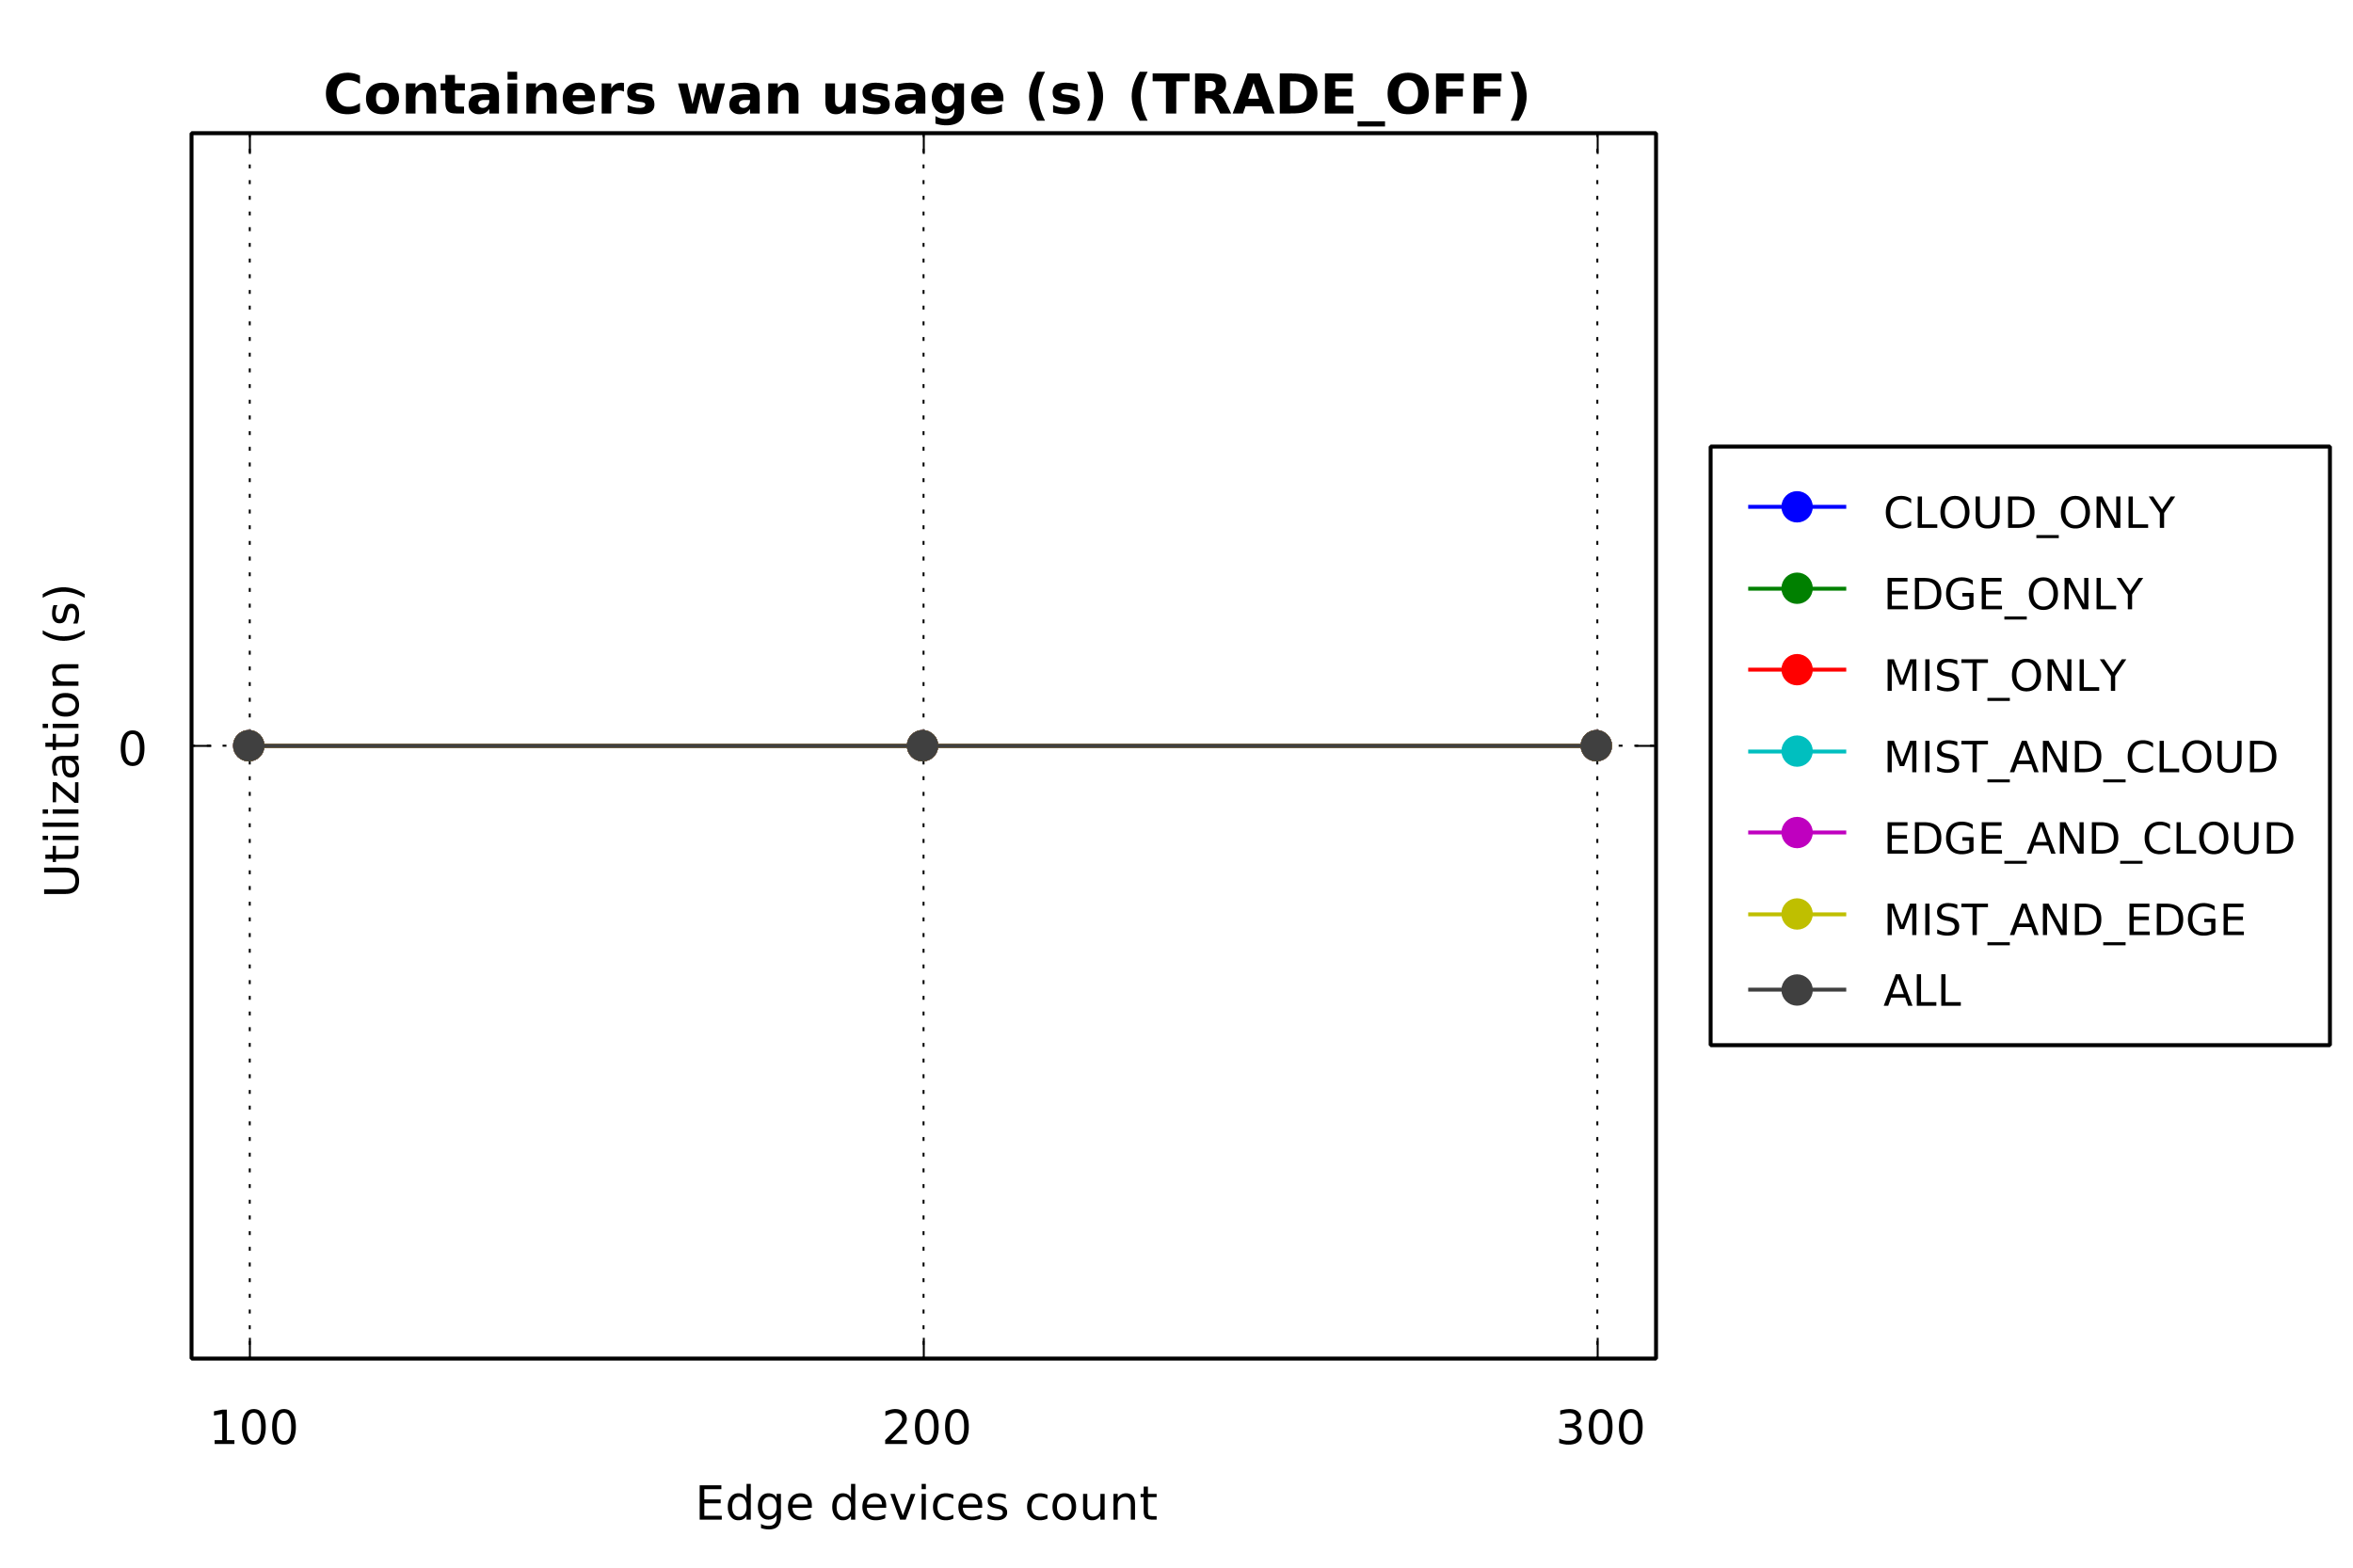 Containers wan usage (s) (TRADE_OFF)
Utilization (s)
0
100
200
300
Edge devices count
CLOUD_ONLY
EDGE_ONLY
MIST_ONLY
MIST_AND_CLOUD
EDGE_AND_CLOUD
MIST_AND_EDGE
ALL